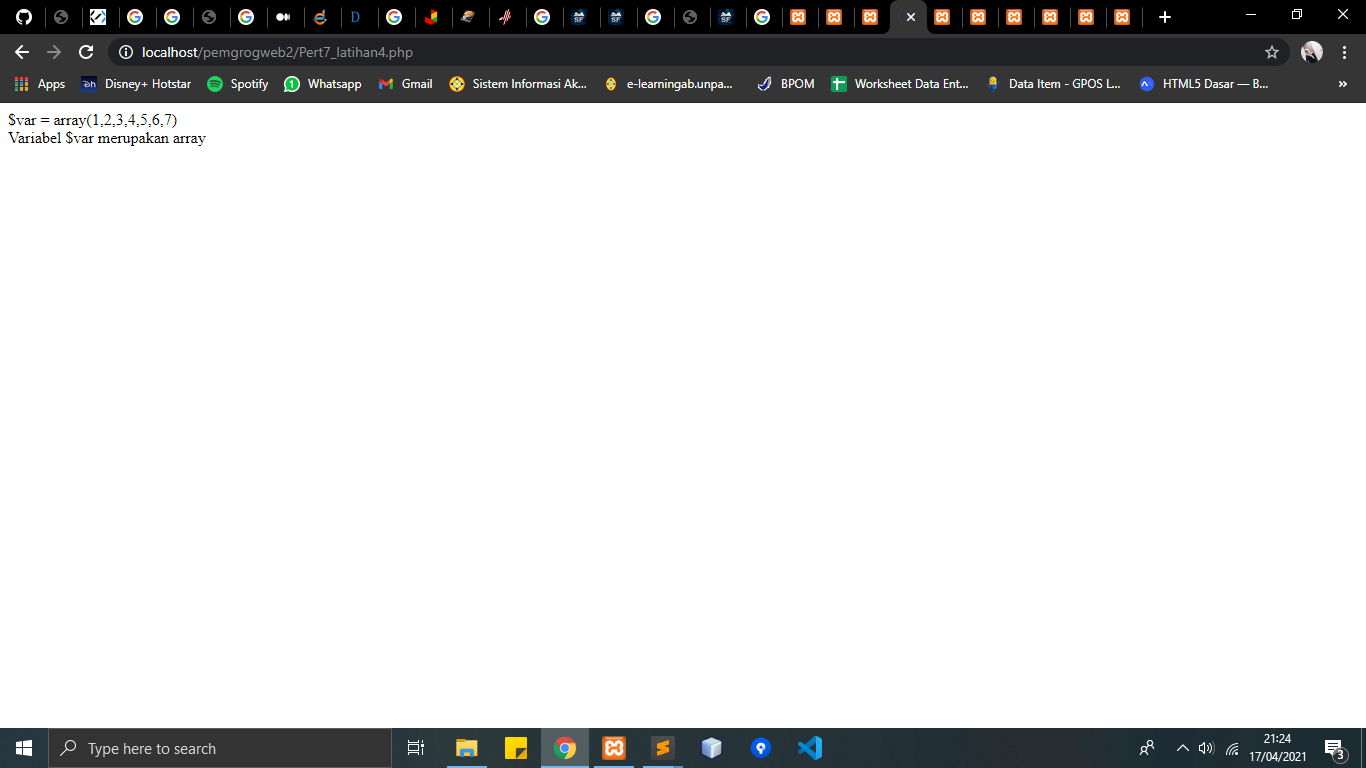 localhost/pemgrogweb2/Pert7_latihan4.php
Apps Disney+ Hotstar Spotify Whatsapp Gmail Sistem Informasi Ak... e-learningab.unpa... BPOM Worksheet Data Ent... Data Item - GPOS L... HTML5 Dasar — B... »
$var = array(1,2,3,4,5,6,7)
Variabel $var merupakan array
Type here to search
21:24
17/04/2021
3